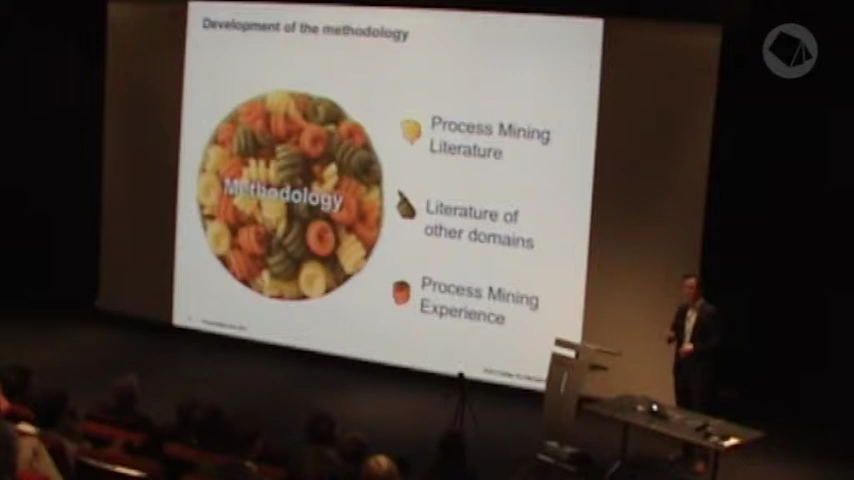 Development of the methodology
Process Mining
Literature
Methodology
Literature of
other domains
Process Mining
Experience